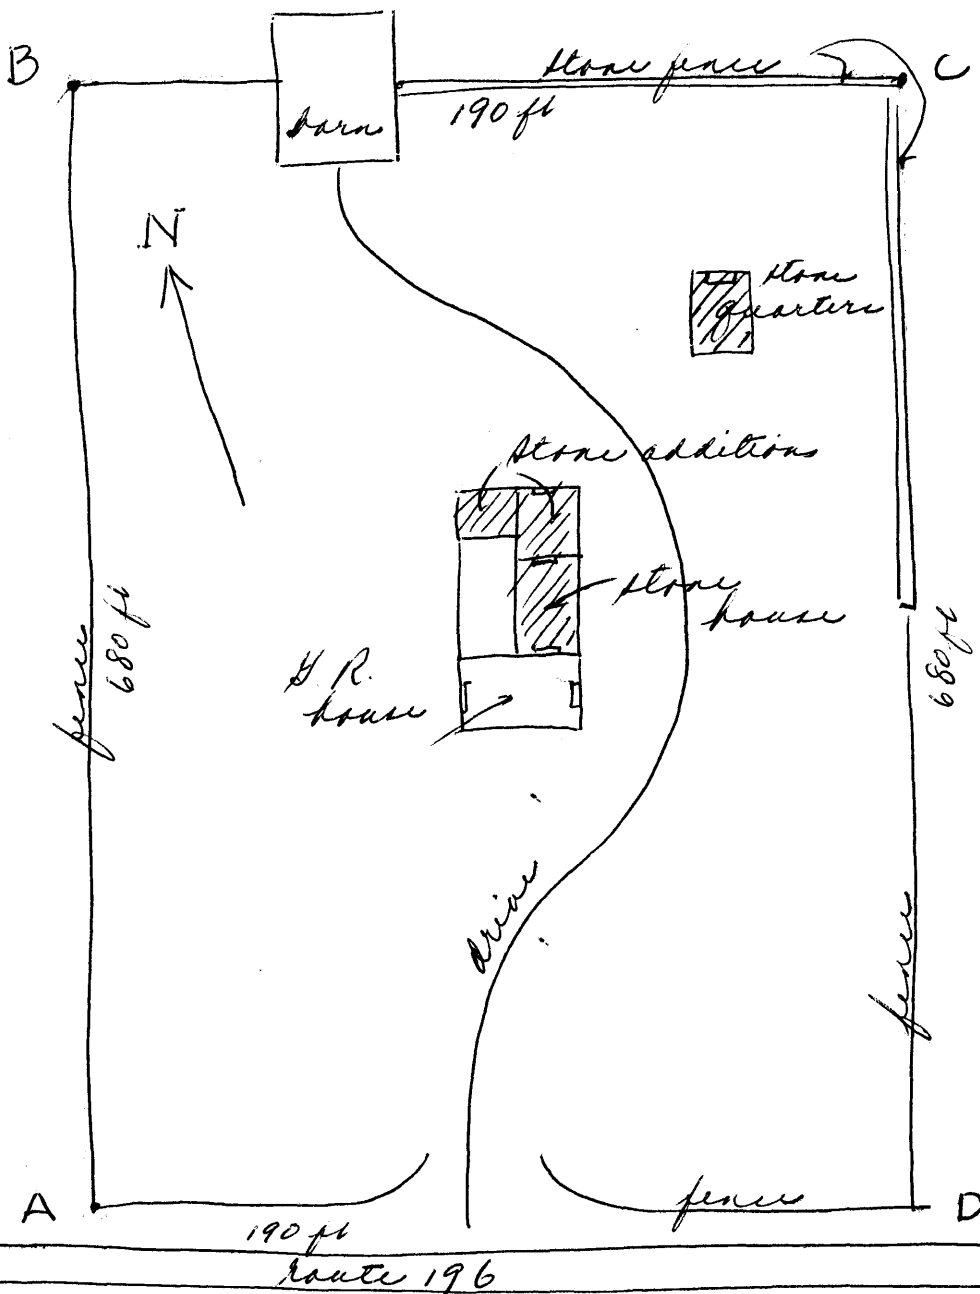 B
stone fence
C
barn
190 ft
N
stone
quarters
stone additions
stone
house
G. R.
house
fence
680 ft
680 ft
drive
fence
fence
A
D
190 ft
route 196